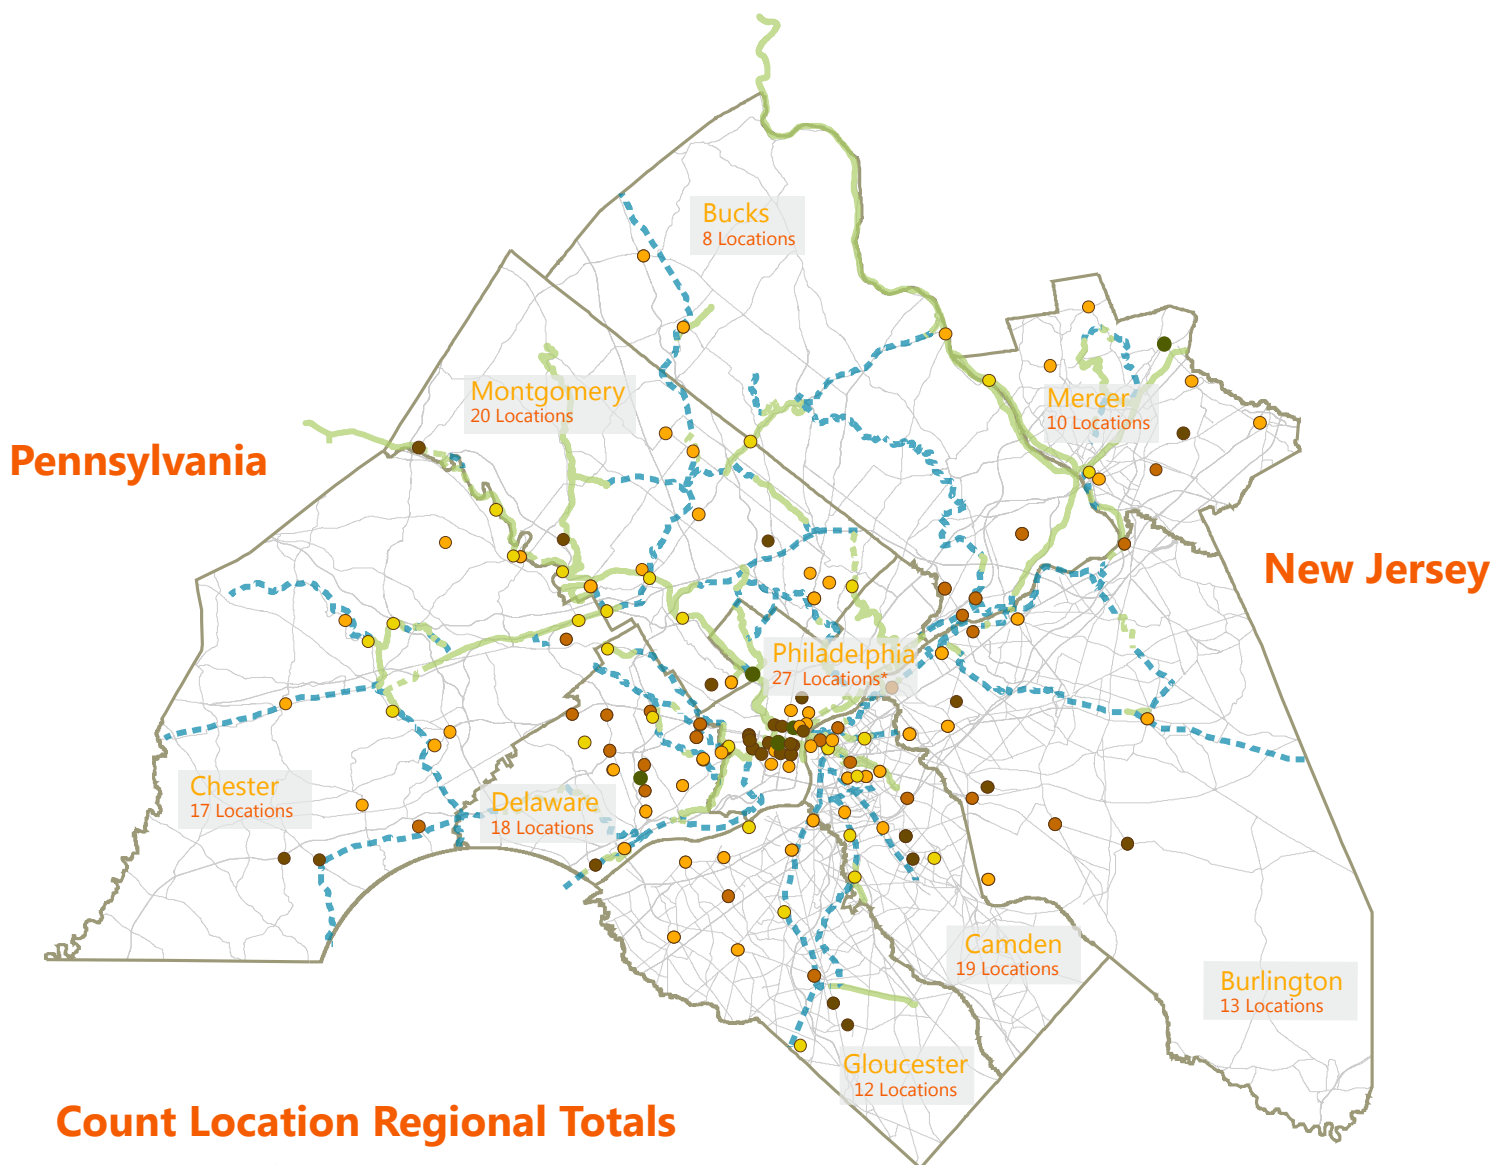 Bucks
8 Locations
Montgomery
20 Locations
Mercer
10 Locations
Pennsylvania
New Jersey
Philadelphia
27 Locations*
Chester
17 Locations
Delaware
18 Locations
Camden
19 Locations
Burlington
13 Locations
Gloucester
12 Locations
Count Location Regional Totals